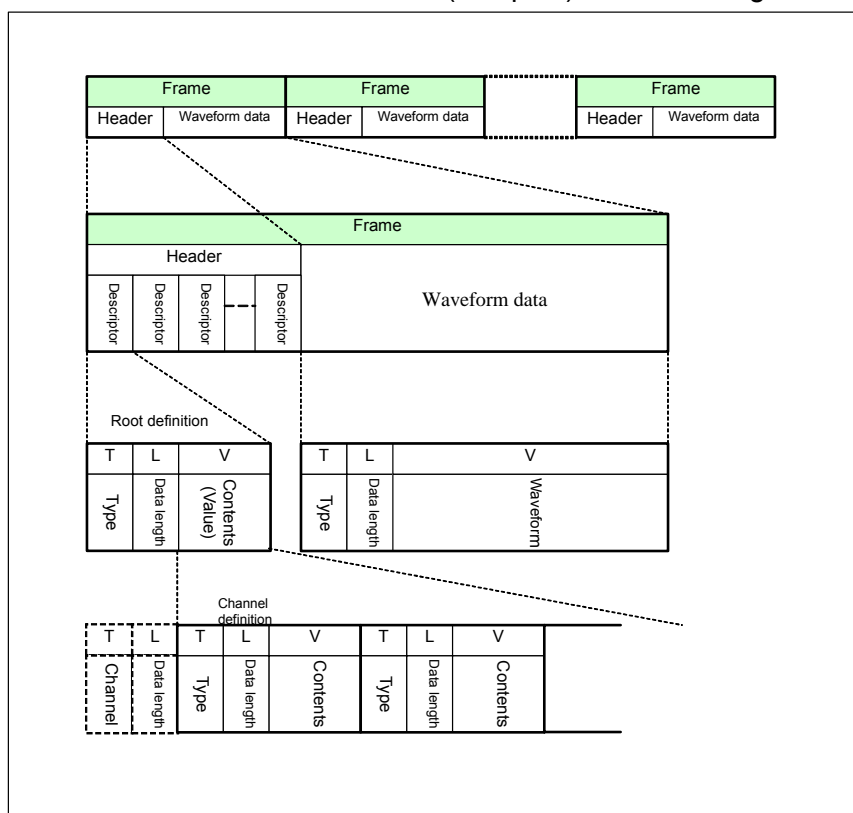 Frame Frame Frame
Header Waveform data Header Waveform data Header Waveform data
Frame
Header
Descriptor Descriptor Descriptor Descriptor Waveform data
Root definition
T L V T L V
Type Data length Contents (Value) Type Data length Waveform
Channel
definition
T L T L V T L V
Channel Data length Type Data length Contents Type Data length Contents